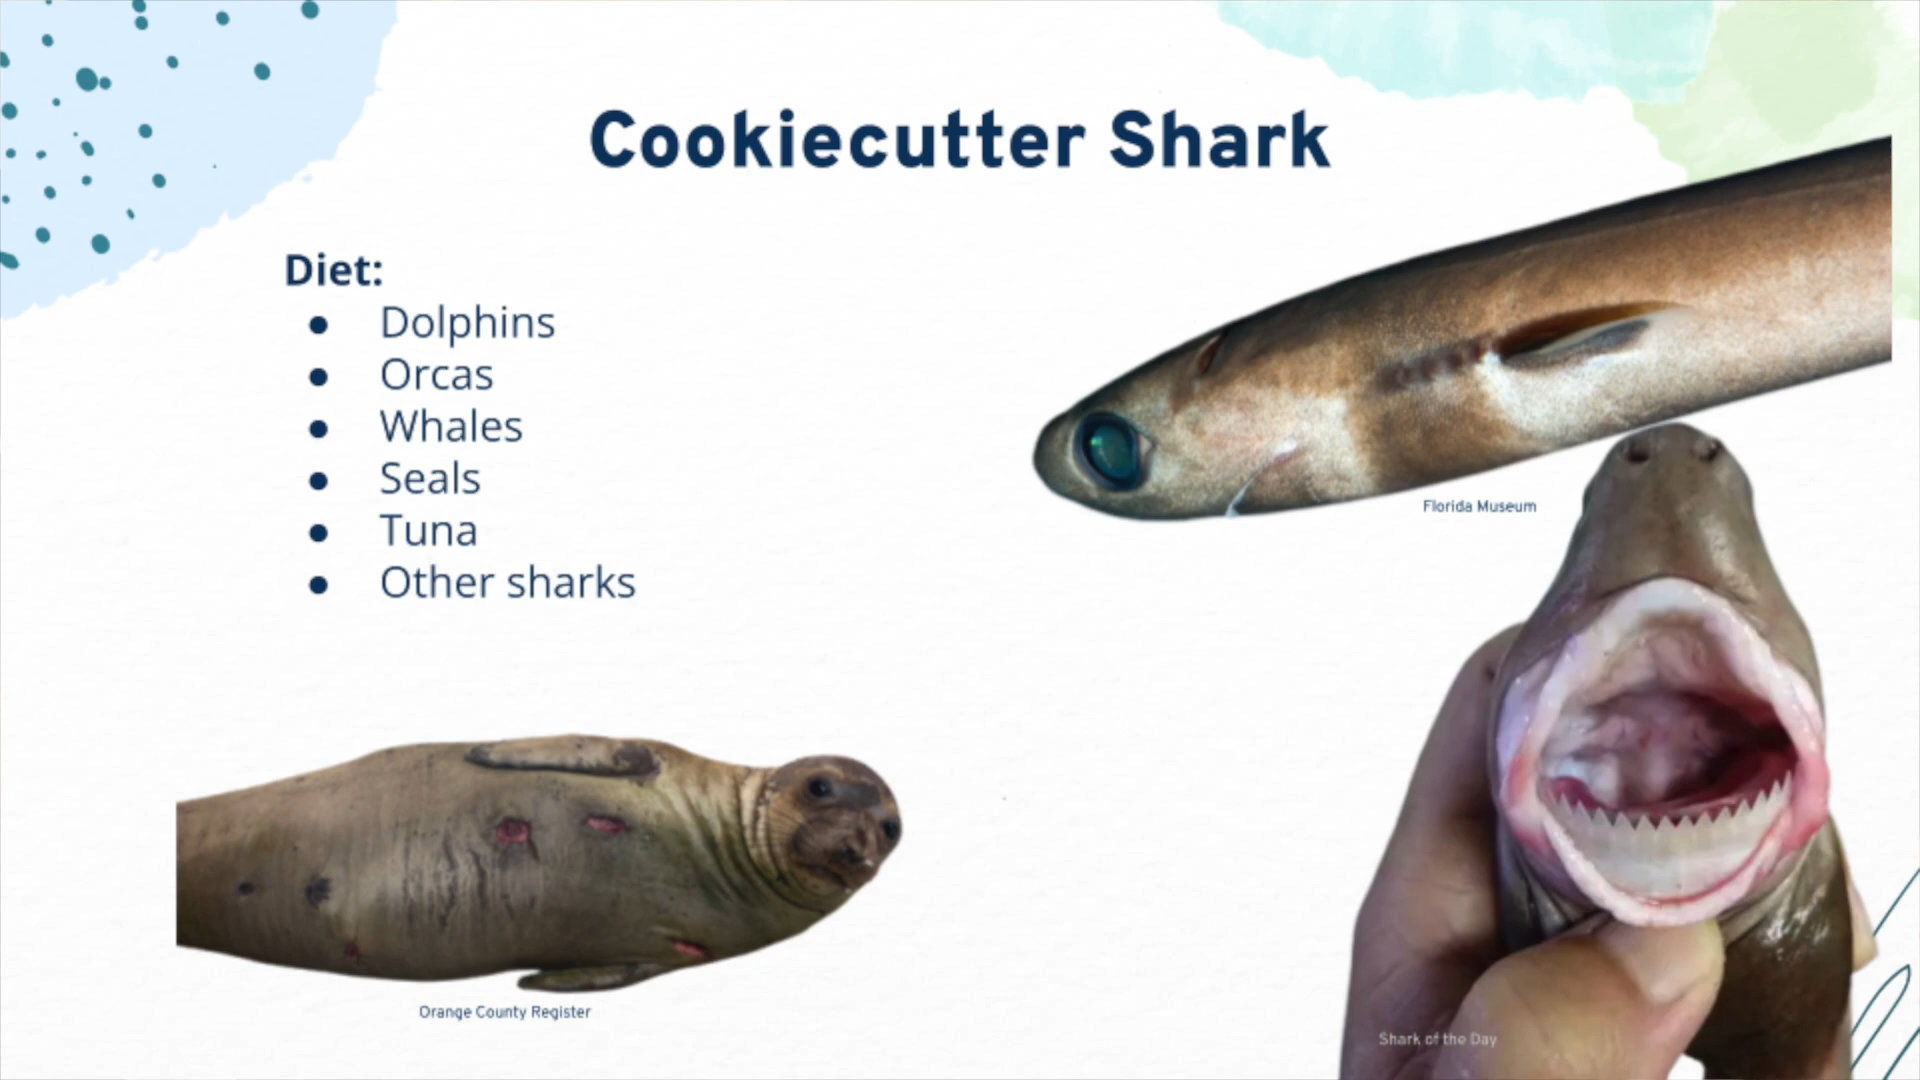 Cookiecutter Shark
Diet:
● Dolphins
● Orcas
● Whales
● Seals
● Tuna
● Other sharks
Florida Museum
Orange County Register
Shark of the Day